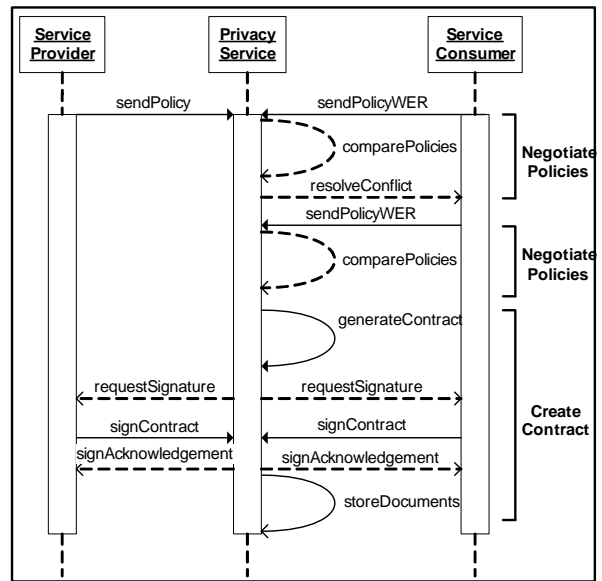 Service
Provider
Privacy
Service
Service
Consumer
sendPolicy
sendPolicyWER
comparePolicies
Negotiate
Policies
resolveConflict
sendPolicyWER
comparePolicies
Negotiate
Policies
generateContract
requestSignature
requestSignature
Create
Contract
signContract
signContract
signAcknowledgement
signAcknowledgement
storeDocuments